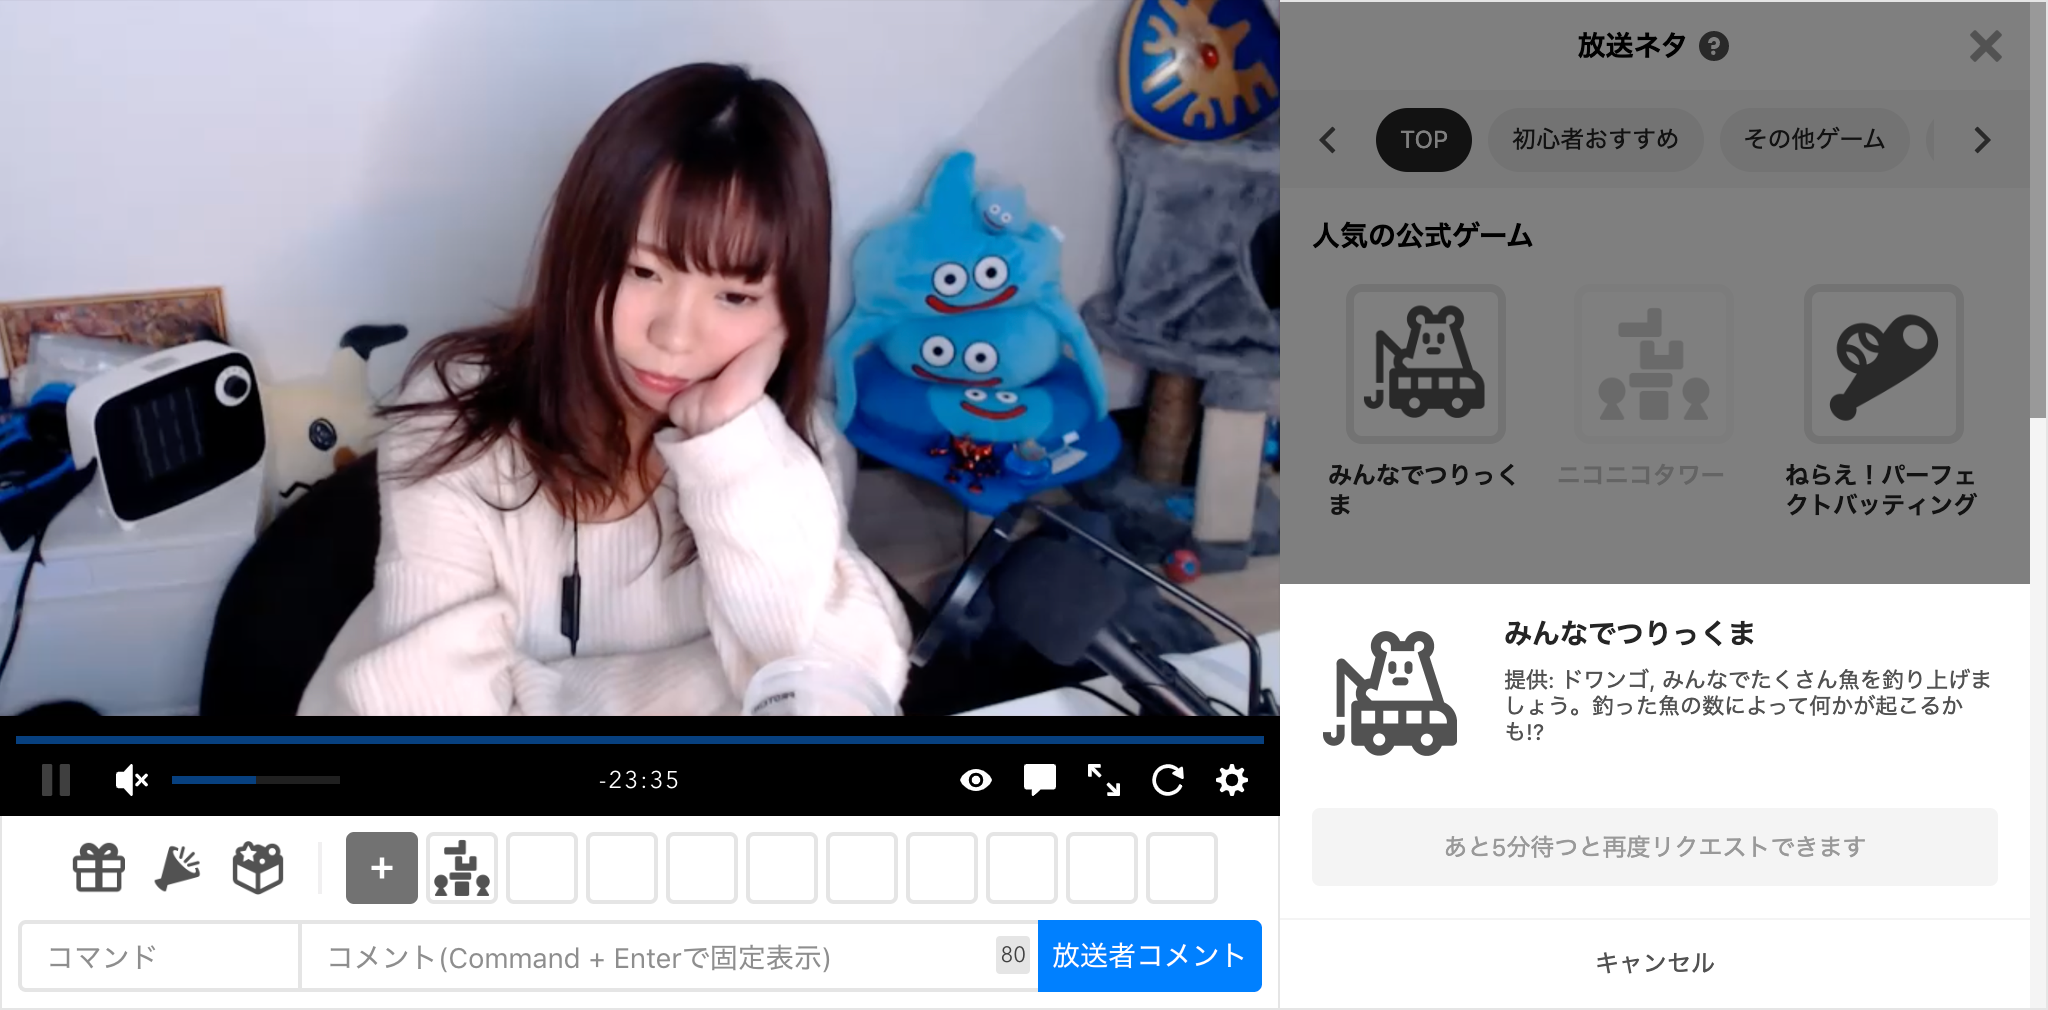 放送ネタ ?
TOP
初心者おすすめ
その他ゲーム
人気の公式ゲーム
みんなでつりっく
ま
ニコニコタワー
ねらえ！パーフェ
クトバッティング
みんなでつりっくま
提供: ドワンゴ, みんなでたくさん魚を釣り上げま
しょう。釣った魚の数によって何かが起こるか
も!?
あと5分待つと再度リクエストできます
キャンセル
-23:35
+
コマンド
コメント(Command + Enterで固定表示)
80
放送者コメント